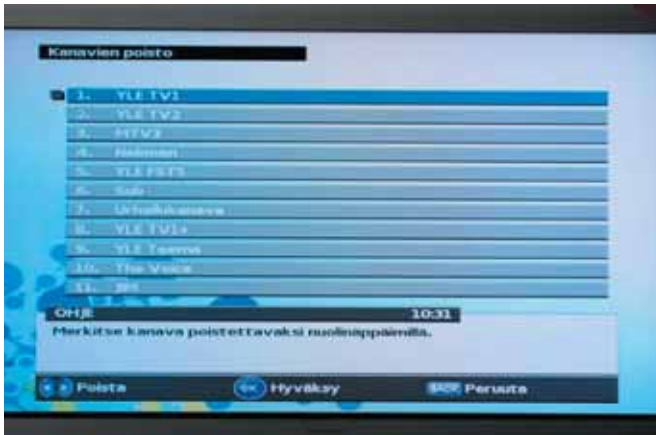 Kanavien poisto
1. YLE TV1
2. YLE TV2
3. MTV3
4. Nelonen
5. YLE FST5
6. Sub
7. Urheilukanava
8. YLE TV1+
9. YLE Teema
10. The Voice
11. JIM
OHJE 10:31
Merkitse kanava poistettavaksi nuolinäppäimillä.
Poista OK Hyväksy BACK Peruuta